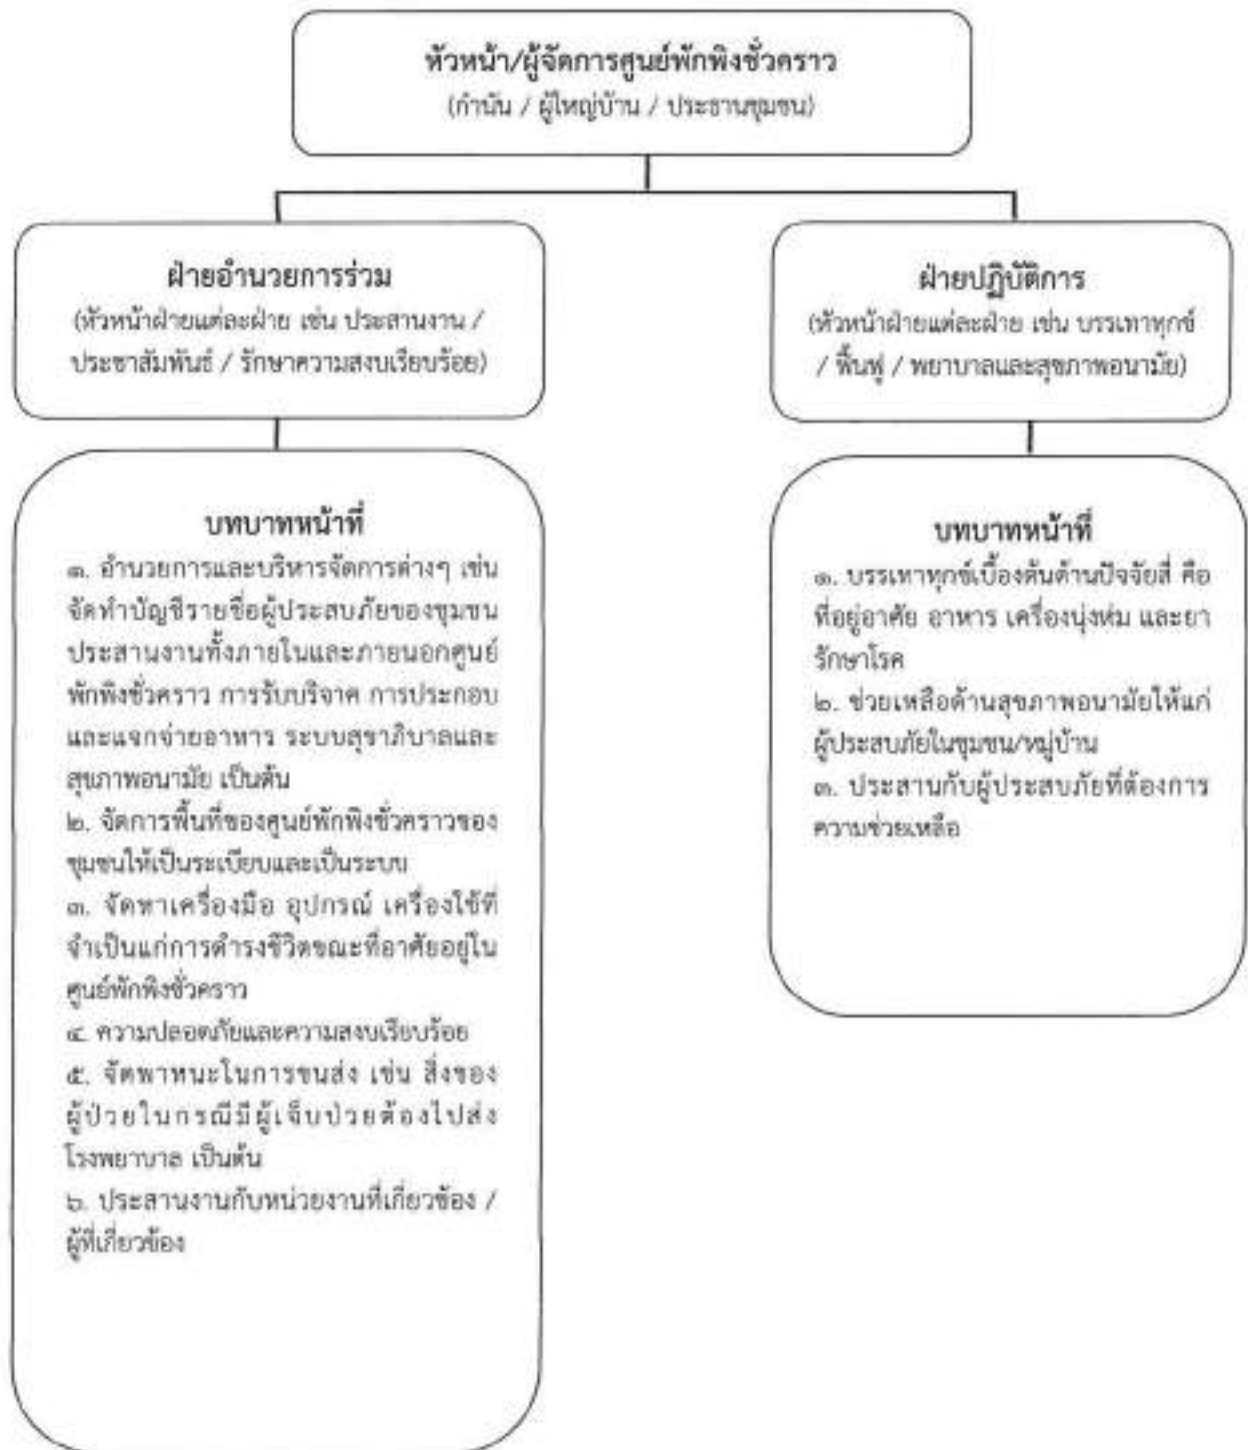 หัวหน้า/ผู้จัดการศูนย์พักพิงชั่วคราว
(กำนัน / ผู้ใหญ่บ้าน / ประธานชุมชน)
ฝ่ายอำนวยการร่วม
(หัวหน้าฝ่ายแต่ละฝ่าย เช่น ประสานงาน /
ประชาสัมพันธ์ / รักษาความสงบเรียบร้อย)
บทบาทหน้าที่
๑. อำนวยการและบริหารจัดการต่างๆ เช่น
จัดทำบัญชีรายชื่อผู้ประสบภัยของชุมชน
ประสานงานทั้งภายในและภายนอกศูนย์
พักพิงชั่วคราว การรับบริจาค การประกอบ
และแจกจ่ายอาหาร ระบบสุขาภิบาลและ
สุขภาพอนามัย เป็นต้น
๒. จัดการพื้นที่ของศูนย์พักพิงชั่วคราวของ
ชุมชนให้เป็นระเบียบและเป็นระบบ
๓. จัดหาเครื่องมือ อุปกรณ์ เครื่องใช้ที่
จำเป็นแก่การดำรงชีวิตขณะที่อาศัยอยู่ใน
ศูนย์พักพิงชั่วคราว
๔. ความปลอดภัยและความสงบเรียบร้อย
๕. จัดพาหนะในการขนส่ง เช่น สิ่งของ
ผู้ป่วยในกรณีมีผู้เจ็บป่วยต้องไปส่ง
โรงพยาบาล เป็นต้น
๖. ประสานงานกับหน่วยงานที่เกี่ยวข้อง /
ผู้ที่เกี่ยวข้อง
ฝ่ายปฏิบัติการ
(หัวหน้าฝ่ายแต่ละฝ่าย เช่น บรรเทาทุกข์
/ ฟื้นฟู / พยาบาลและสุขภาพอนามัย)
บทบาทหน้าที่
๑. บรรเทาทุกข์เบื้องต้นด้านปัจจัยสี่ คือ
ที่อยู่อาศัย อาหาร เครื่องนุ่งห่ม และยา
รักษาโรค
๒. ช่วยเหลือด้านสุขภาพอนามัยให้แก่
ผู้ประสบภัยในชุมชน/หมู่บ้าน
๓. ประสานกับผู้ประสบภัยที่ต้องการ
ความช่วยเหลือ